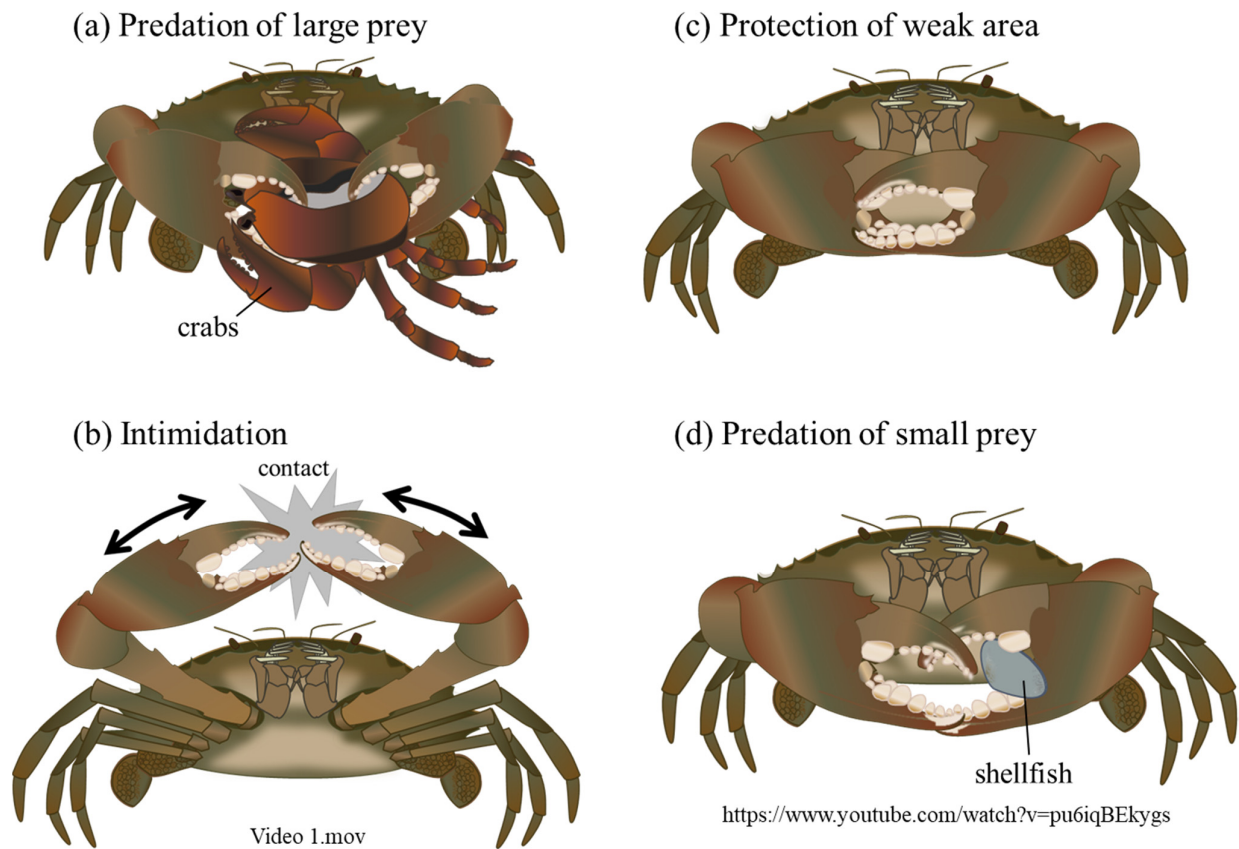 (a) Predation of large prey
crabs
(b) Intimidation
contact
Video 1.mov
(c) Protection of weak area
(d) Predation of small prey
shellfish
https://www.youtube.com/watch?v=pu6iqBEkygs